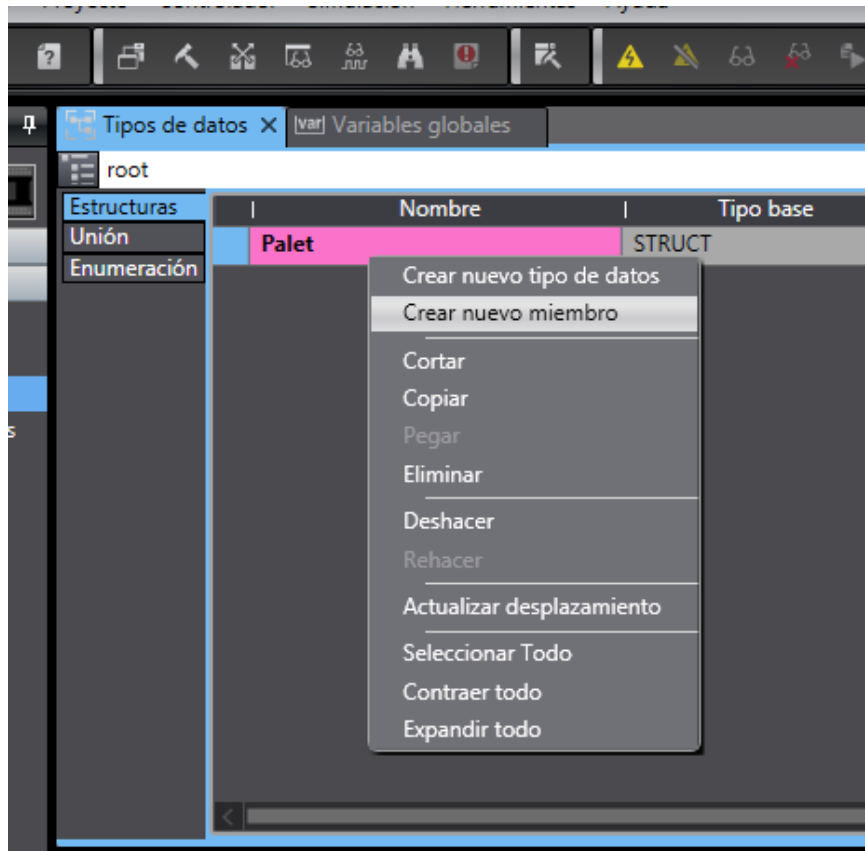 Tipos de datos
var Variables globales
root
Estructuras
Nombre
Tipo base
Unión
Palet
STRUCT
Enumeración
Crear nuevo tipo de datos
Crear nuevo miembro
Cortar
Copiar
Pegar
Eliminar
Deshacer
Rehacer
Actualizar desplazamiento
Seleccionar Todo
Contraer todo
Expandir todo
s